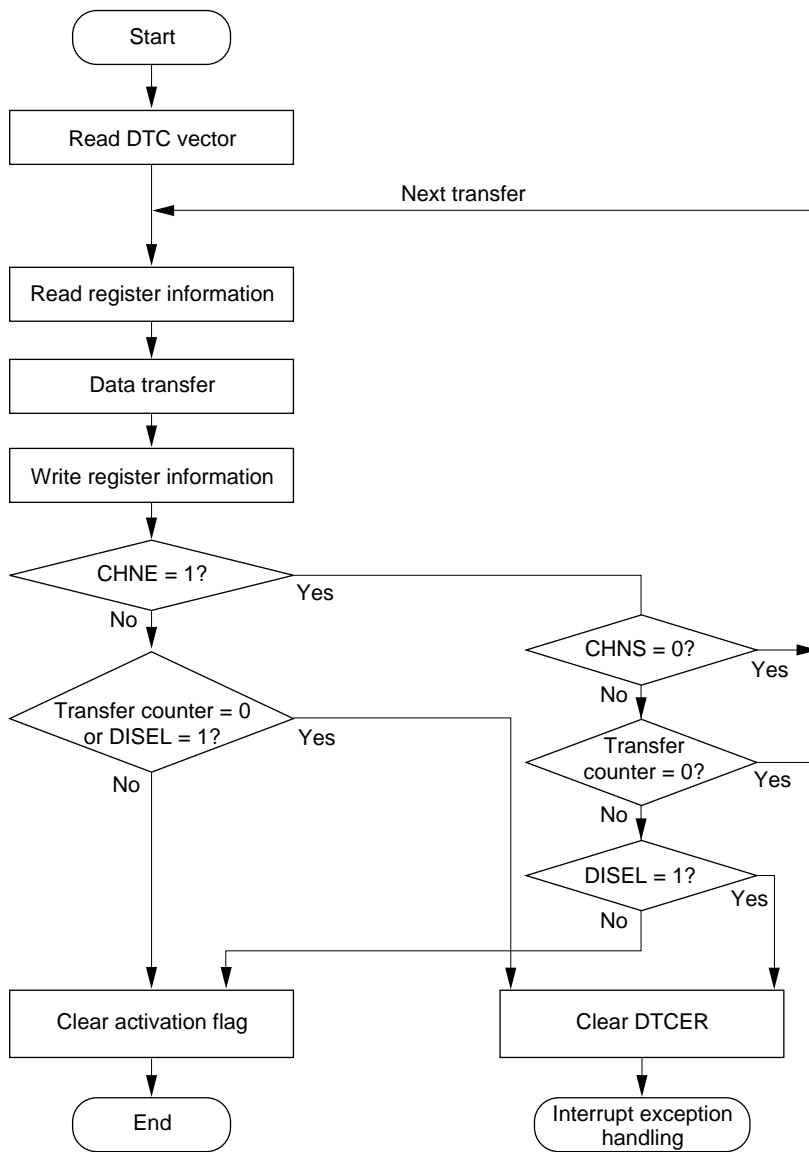 Start
Read DTC vector
Next transfer
Read register information
Data transfer
Write register information
CHNE = 1?
Yes
No
CHNS = 0?
Yes
No
Transfer counter = 0
or DISEL = 1?
Yes
No
Transfer
counter = 0?
Yes
No
DISEL = 1?
Yes
No
Clear activation flag
Clear DTCER
End
Interrupt exception
handling